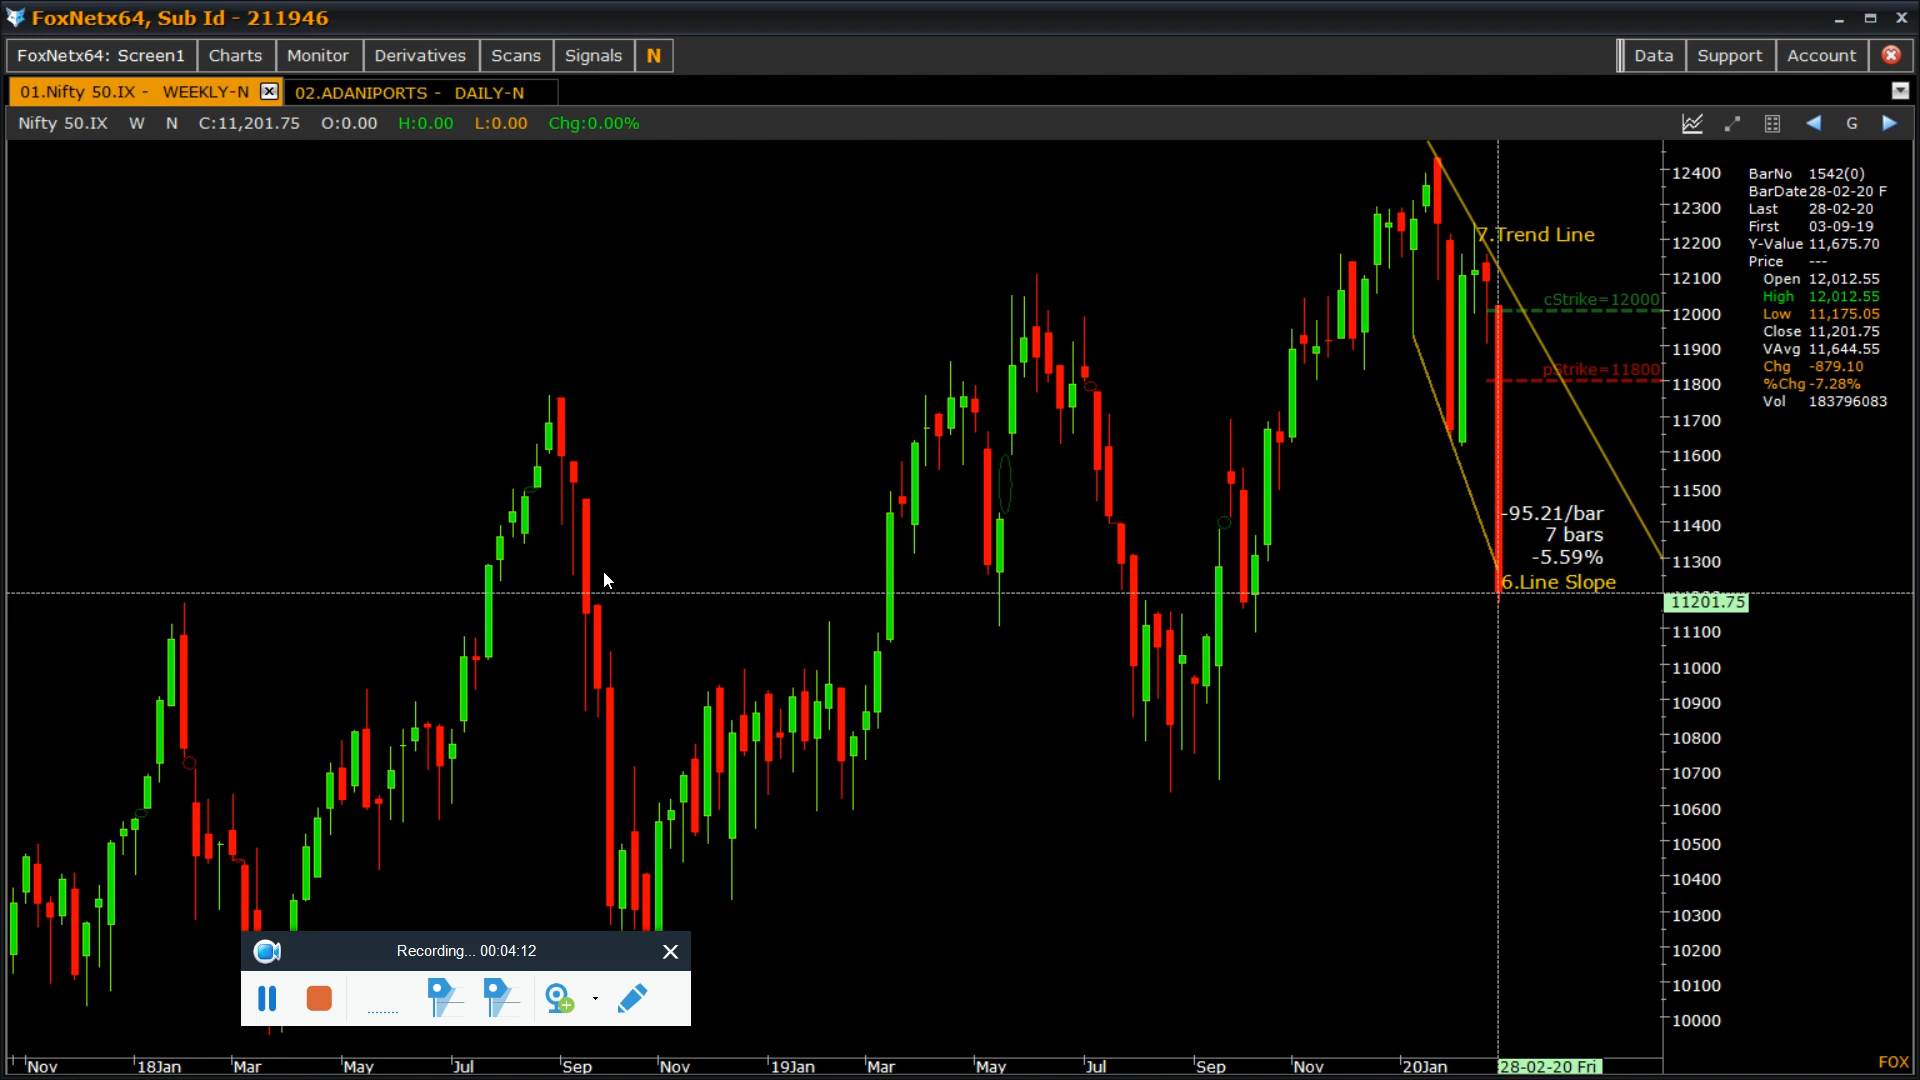 FoxNetx64, Sub Id - 211946
FoxNetx64: Screen1 Charts Monitor Derivatives Scans Signals N Data Support Account
01.Nifty 50.IX - WEEKLY-N 02.ADANIPORTS - DAILY-N
Nifty 50.IX W N C:11,201.75 O:0.00 H:0.00 L:0.00 Chg:0.00% G
12400
12300
12200
12100
12000
11900
11800
11700
11600
11500
11400
11300
11201.75
11100
11000
10900
10800
10700
10600
10500
10400
10300
10200
10100
10000
BarNo 1542(0)
BarDate 28-02-20 F
Last 28-02-20
First 03-09-19
Y-Value 11,675.70
Price ---
Open 12,012.55
High 12,012.55
Low 11,175.05
Close 11,201.75
VAvg 11,644.55
Chg -879.10
%Chg -7.28%
Vol 183796083
7.Trend Line
cStrike=12000
pStrike=11800
-95.21/bar
7 bars
-5.59%
6.Line Slope
Recording... 00:04:12
Nov 18Jan Mar May Jul Sep Nov 19Jan Mar May Jul Sep Nov 20Jan 28-02-20 Fri
FOX